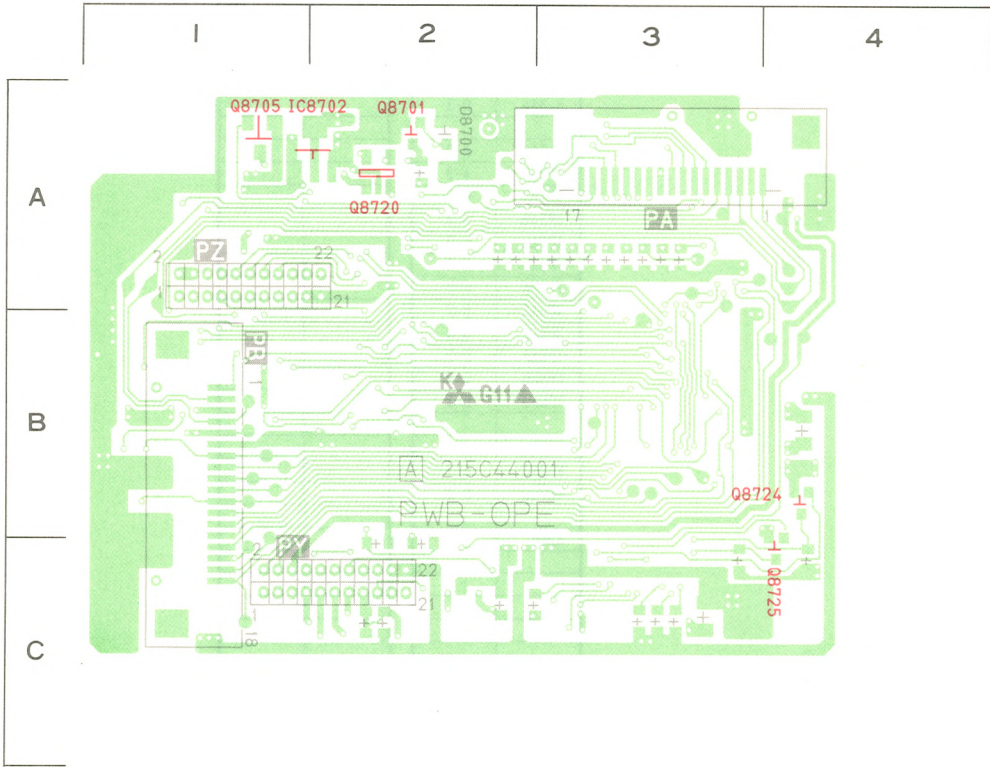 1 2 3 4
Q8705 IC8702 Q8701
D8700
A
Q8720
17 PA 1
PZ
2 22
1 21
PB
1
K G11
B
A 215C44001
Q8724
PWB-OPE
2 PY
22
Q8725
1 21
18
C